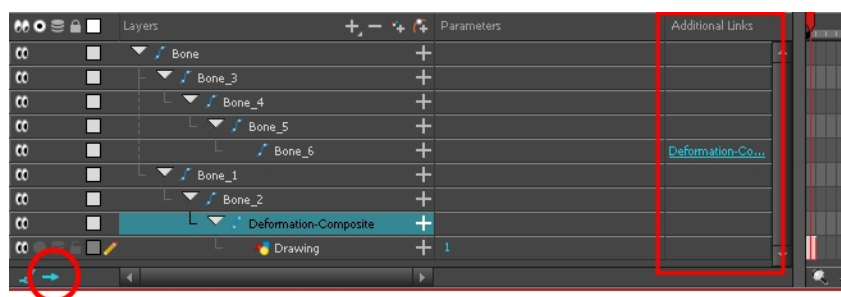 Layers Parameters Additional Links
Bone
Bone_3
Bone_4
Bone_5
Bone_6 Deformation-Co...
Bone_1
Bone_2
Deformation-Composite
Drawing 1